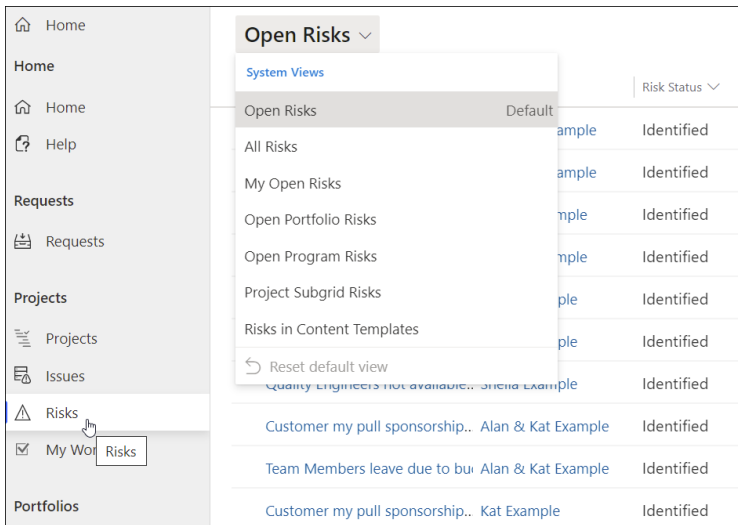 Home
Home
Home
Help
Requests
Requests
Projects
Projects
Issues
Risks
Risks
My Wor
Portfolios
Open Risks
System Views
Open Risks Default
All Risks
My Open Risks
Open Portfolio Risks
Open Program Risks
Project Subgrid Risks
Risks in Content Templates
Reset default view
Risk Status
ample Identified
ample Identified
mple Identified
ple Identified
ple Identified
Quality Engineers not available... Sheila Example Identified
Customer my pull sponsorship... Alan & Kat Example Identified
Team Members leave due to bu Alan & Kat Example Identified
Customer my pull sponsorship... Kat Example Identified